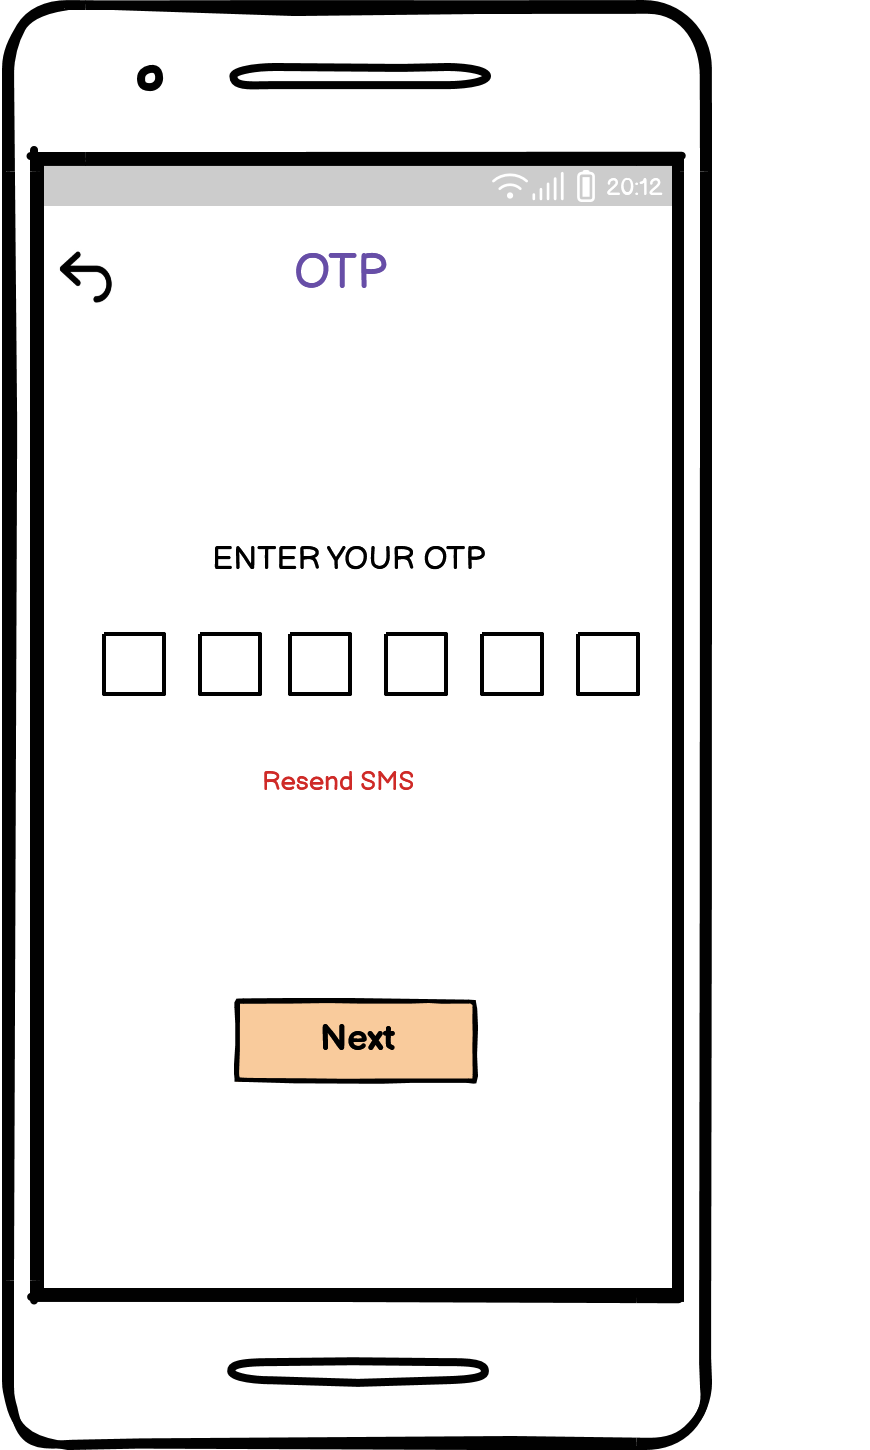 20:12
OTP
ENTER YOUR OTP
Resend SMS
Next